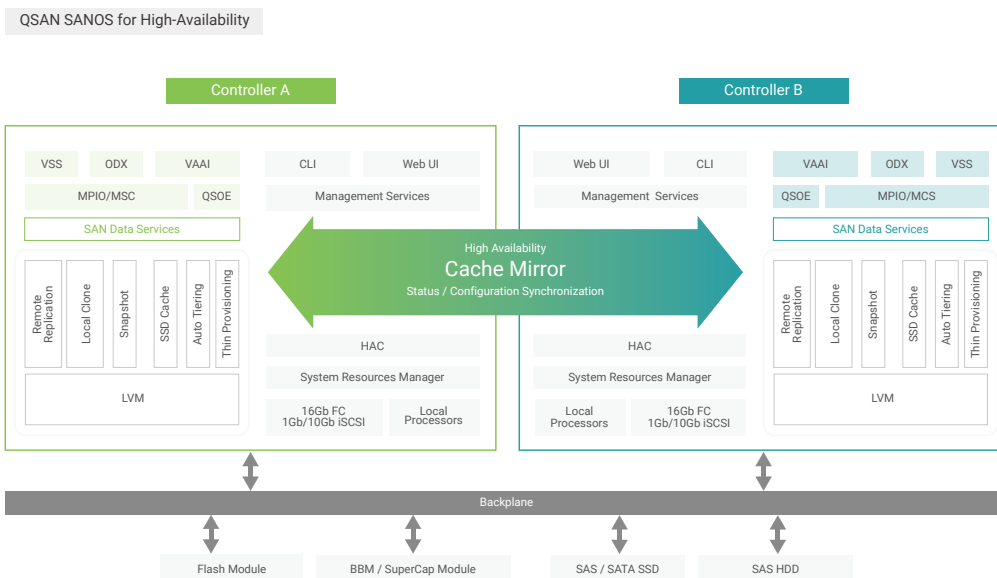 QSAN SANOS for High-Availability
Controller A
Controller B
VSS
ODX
VAAI
CLI
Web UI
MPIO/MSC
QSOE
Management Services
SAN Data Services
Remote
Replication
Local Clone
Snapshot
SSD Cache
Auto Tiering
Thin Provisioning
LVM
High Availability
Cache Mirror
Status / Configuration Synchronization
HAC
System Resources Manager
16Gb FC
1Gb/10Gb iSCSI
Local
Processors
Web UI
CLI
VAAI
ODX
VSS
Management Services
QSOE
MPIO/MCS
SAN Data Services
HAC
System Resources Manager
Local
Processors
16Gb FC
1Gb/10Gb iSCSI
Remote
Replication
Local Clone
Snapshot
SSD Cache
Auto Tiering
Thin Provisioning
LVM
Backplane
Flash Module
BBM / SuperCap Module
SAS / SATA SSD
SAS HDD